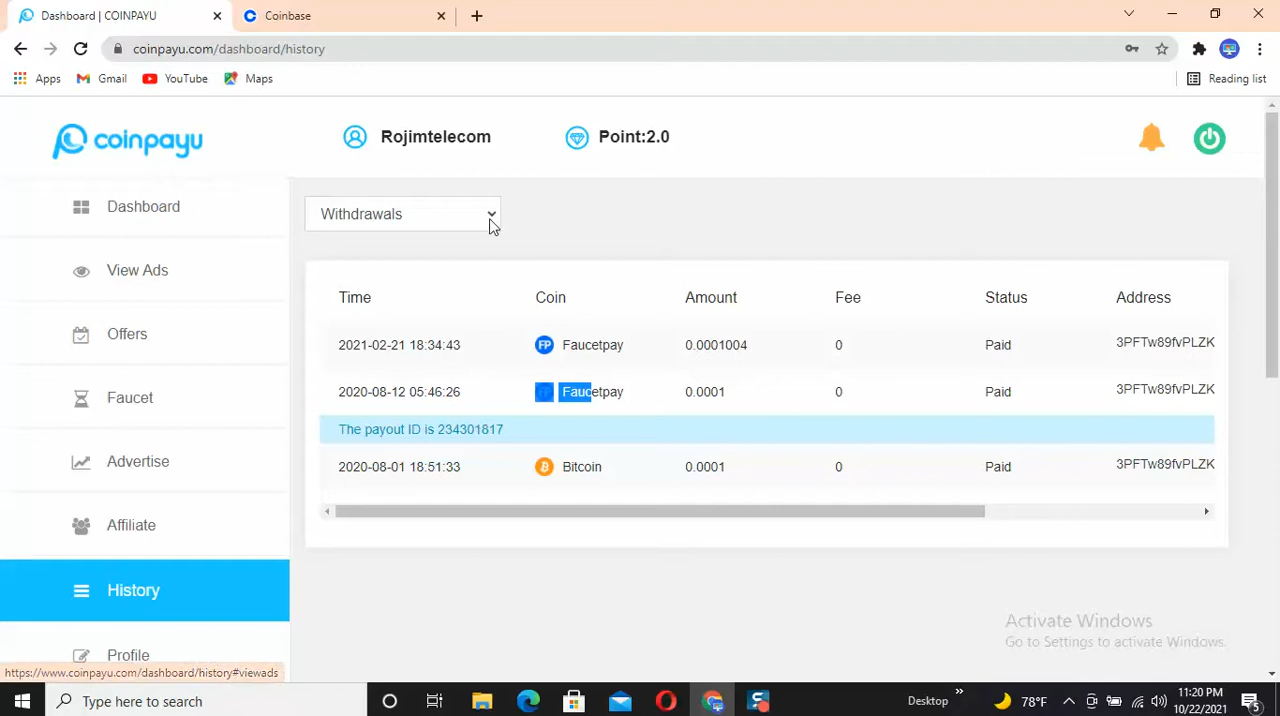 Dashboard | COINPAYU
Coinbase
coinpayu.com/dashboard/history
Apps Gmail YouTube Maps Reading list
coinpayu Rojimtelecom Point:2.0
Dashboard
View Ads
Offers
Faucet
Advertise
Affiliate
History
Profile
Withdrawals
Time Coin Amount Fee Status Address
2021-02-21 18:34:43 FP Faucetpay 0.0001004 0 Paid 3PFTw89fvPLZK
2020-08-12 05:46:26 Faucetpay 0.0001 0 Paid 3PFTw89fvPLZK
The payout ID is 234301817
2020-08-01 18:51:33 Bitcoin 0.0001 0 Paid 3PFTw89fvPLZK
Activate Windows
Go to Settings to activate Windows.
https://www.coinpayu.com/dashboard/history#viewads
Type here to search
Desktop
78°F
11:20 PM
10/22/2021
5